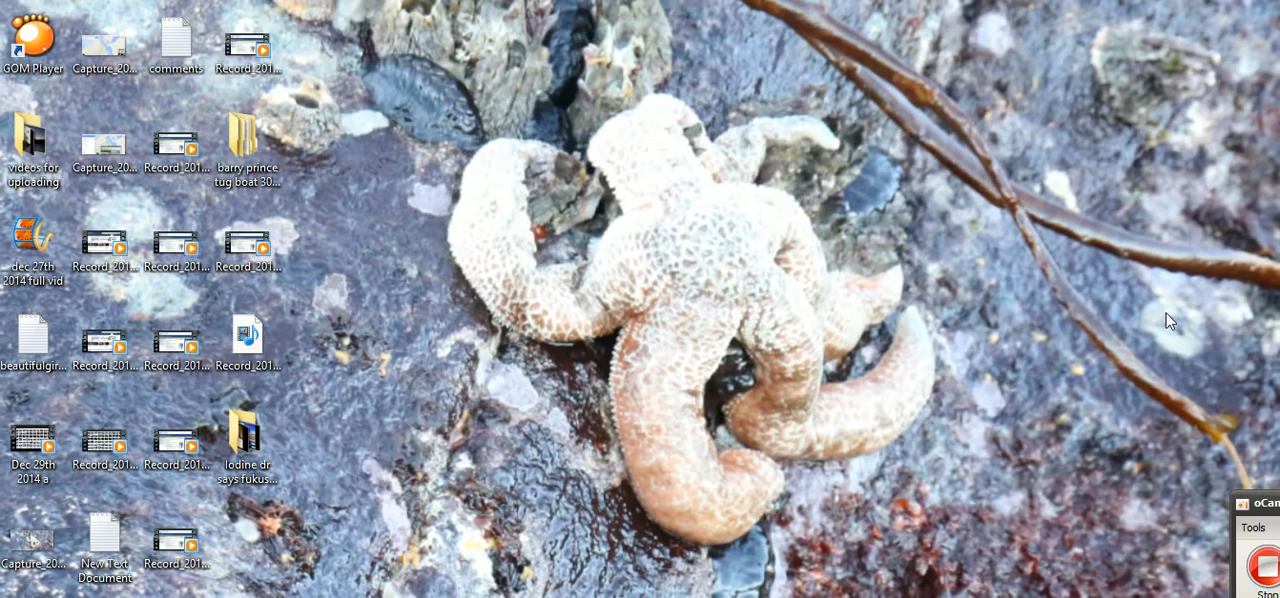 GOM Player
Capture_20...
comments
Record_201...
videos for
uploading
Capture_20...
Record_201...
barry prince
tug boat 30...
dec 27th
2014 full vid
Record_201...
Record_201...
Record_201...
beautifulgir...
Record_201...
Record_201...
Record_201...
Dec 29th
2014 a
Record_201...
Record_201...
Iodine dr
says fukus...
Capture_20...
New Text
Document
Record_201...
oCam
Tools
Stop